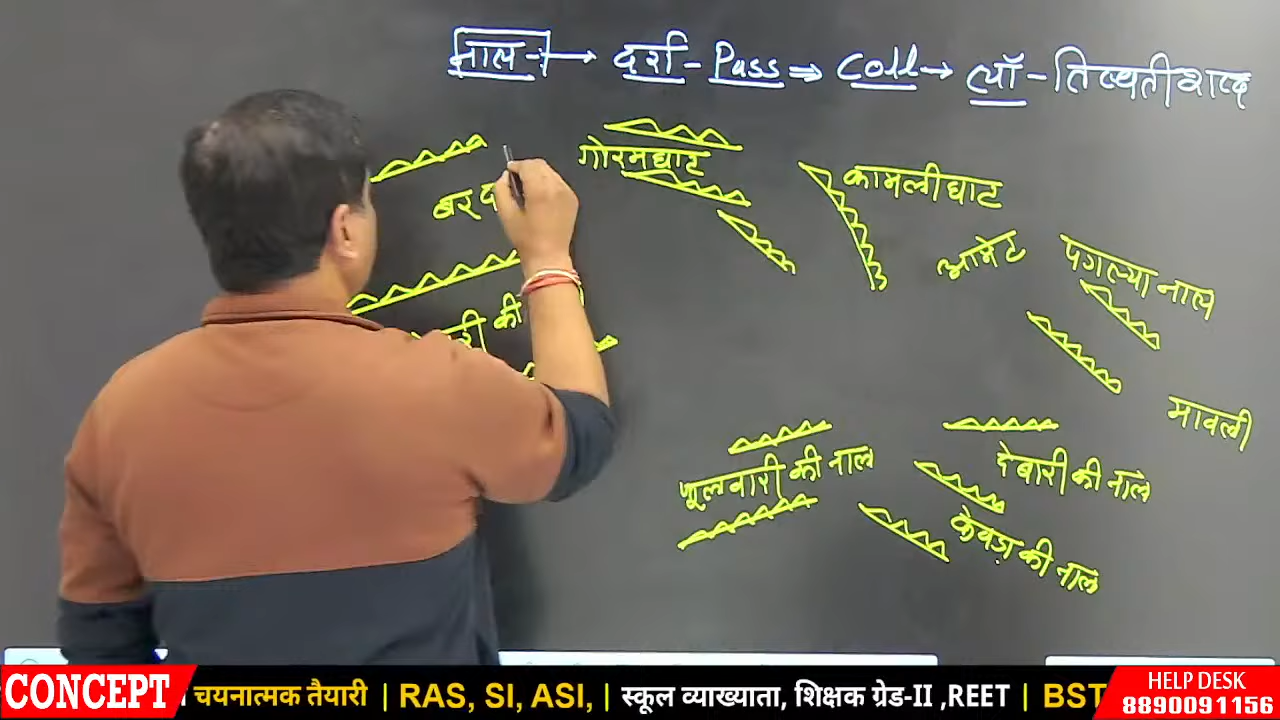 नाल → दर्रा - Pass ⇒ Coll → ल्यॉ - तिब्बती शब्द
गोरमघाट
कामलीघाट
आमेट
पगल्या नाल
की
मावली
फूलवारी की नाल
देबारी की नाल
केवड़ा की नाल
CONCEPT चयनात्मक तैयारी | RAS, SI, ASI, | स्कूल व्याख्याता, शिक्षक ग्रेड-II ,REET | BST
HELP DESK
8890091156